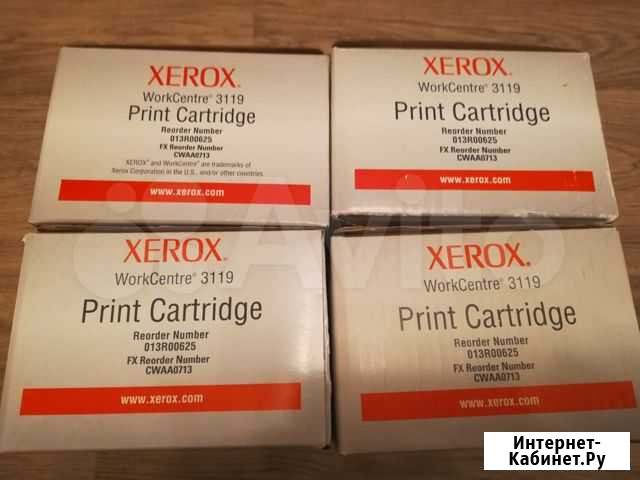 XEROX®
WorkCentre® 3119
Print Cartridge
Reorder Number
013R00625
FX Reorder Number
CWAA0713
XEROX® and WorkCentre® are trademarks of
Xerox Corporation in the U.S., and/or other countries.
www.xerox.com
XEROX®
WorkCentre® 3119
Print Cartridge
Reorder Number
013R00625
FX Reorder Number
CWAA0713
www.xerox.com
XEROX®
WorkCentre® 3119
Print Cartridge
Reorder Number
013R00625
FX Reorder Number
CWAA0713
www.xerox.com
XEROX®
WorkCentre® 3119
Print Cartridge
Reorder Number
013R00625
FX Reorder Number
CWAA0713
www.xerox.com
Avito
Интернет-
Кабинет.Ру